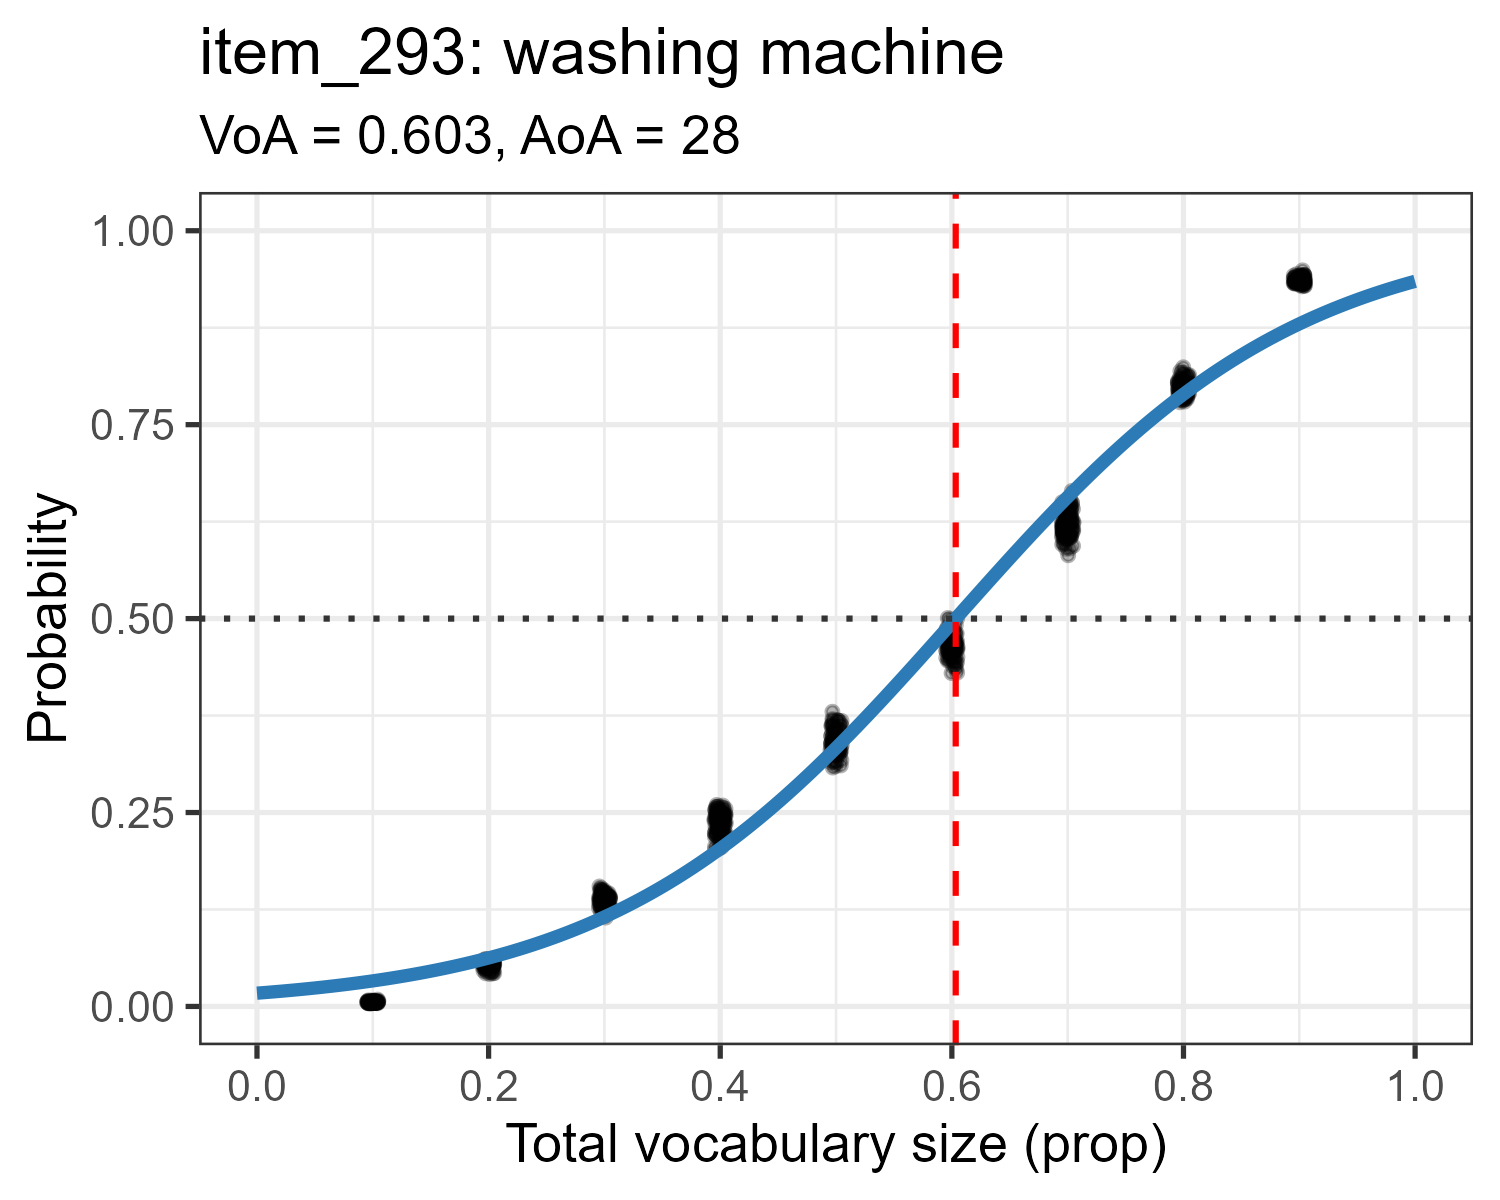 item_293: washing machine
VoA = 0.603, AoA = 28
Probability
1.00
0.75
0.50
0.25
0.00
0.0 0.2 0.4 0.6 0.8 1.0
Total vocabulary size (prop)